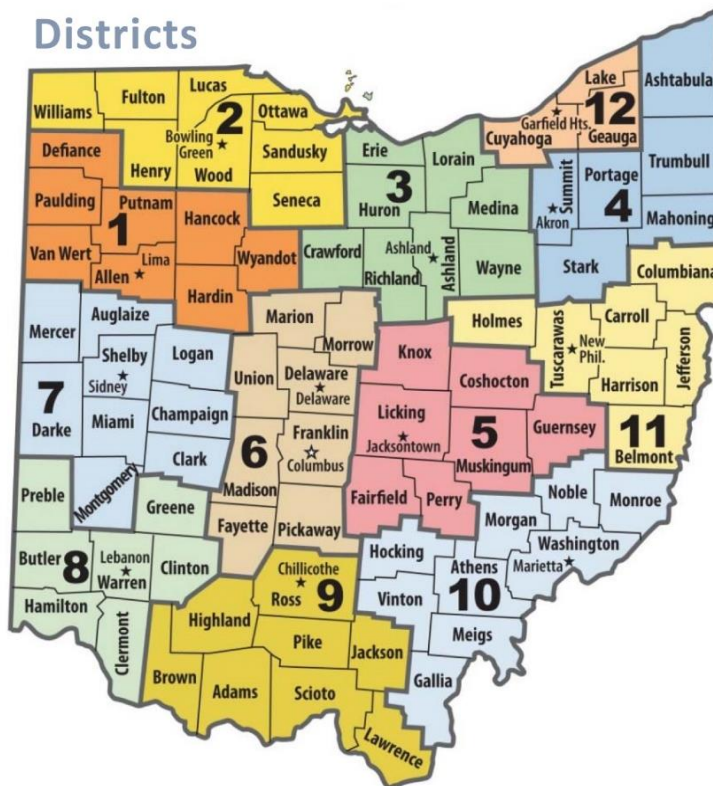 Districts
Williams
Fulton
Lucas
2
Ottawa
Bowling
Green
Henry
Wood
Sandusky
Seneca
Defiance
Paulding
Putnam
1
Hancock
Van Wert
Lima
Allen
Wyandot
Hardin
Erie
Lorain
3
Huron
Medina
Crawford
Richland
Ashland
Ashland
Wayne
Lake
12
Garfield Hts.
Cuyahoga
Geauga
Ashtabula
Trumbull
Portage
4
Summit
Akron
Mahoning
Stark
Columbiana
Holmes
Tuscarawas
New
Phil.
Carroll
Harrison
Jefferson
11
Belmont
Knox
Coshocton
Licking
Jacksontown
5
Muskingum
Guernsey
Fairfield
Perry
Marion
Morrow
Union
Delaware
Delaware
Franklin
Columbus
6
Madison
Fayette
Pickaway
Mercer
Auglaize
Shelby
Sidney
Logan
7
Darke
Miami
Champaign
Clark
Montgomery
Preble
Greene
Butler
8
Lebanon
Warren
Clinton
Hamilton
Clermont
Chillicothe
Ross
9
Highland
Pike
Jackson
Brown
Adams
Scioto
Lawrence
Hocking
Athens
10
Vinton
Meigs
Gallia
Morgan
Noble
Monroe
Washington
Marietta